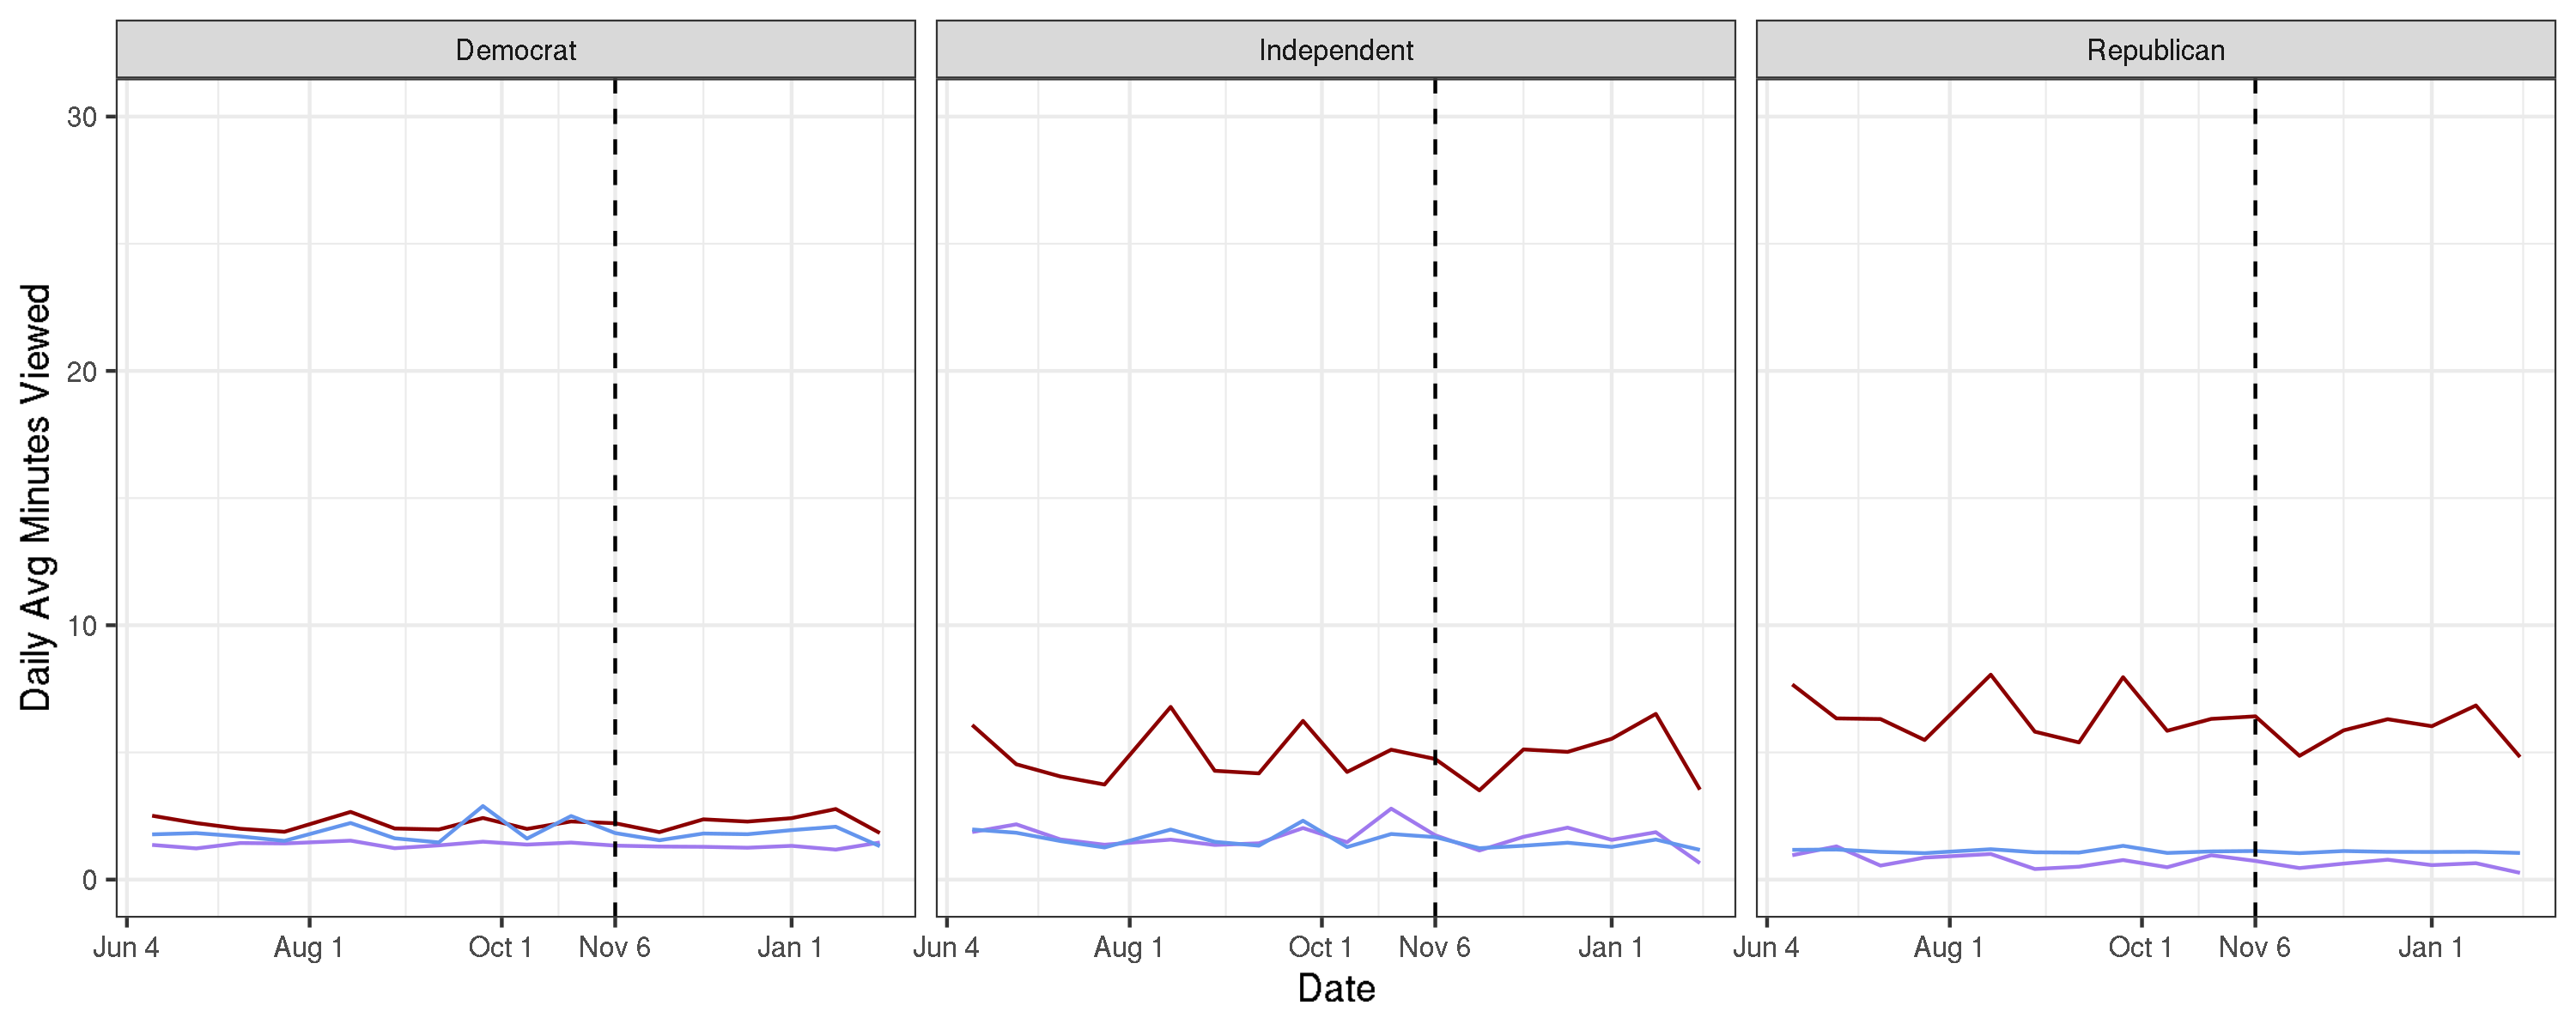 Democrat
Independent
Republican
Daily Avg Minutes Viewed
30
20
10
0
Jun 4 Aug 1 Oct 1 Nov 6 Jan 1
Jun 4 Aug 1 Oct 1 Nov 6 Jan 1
Jun 4 Aug 1 Oct 1 Nov 6 Jan 1
Date